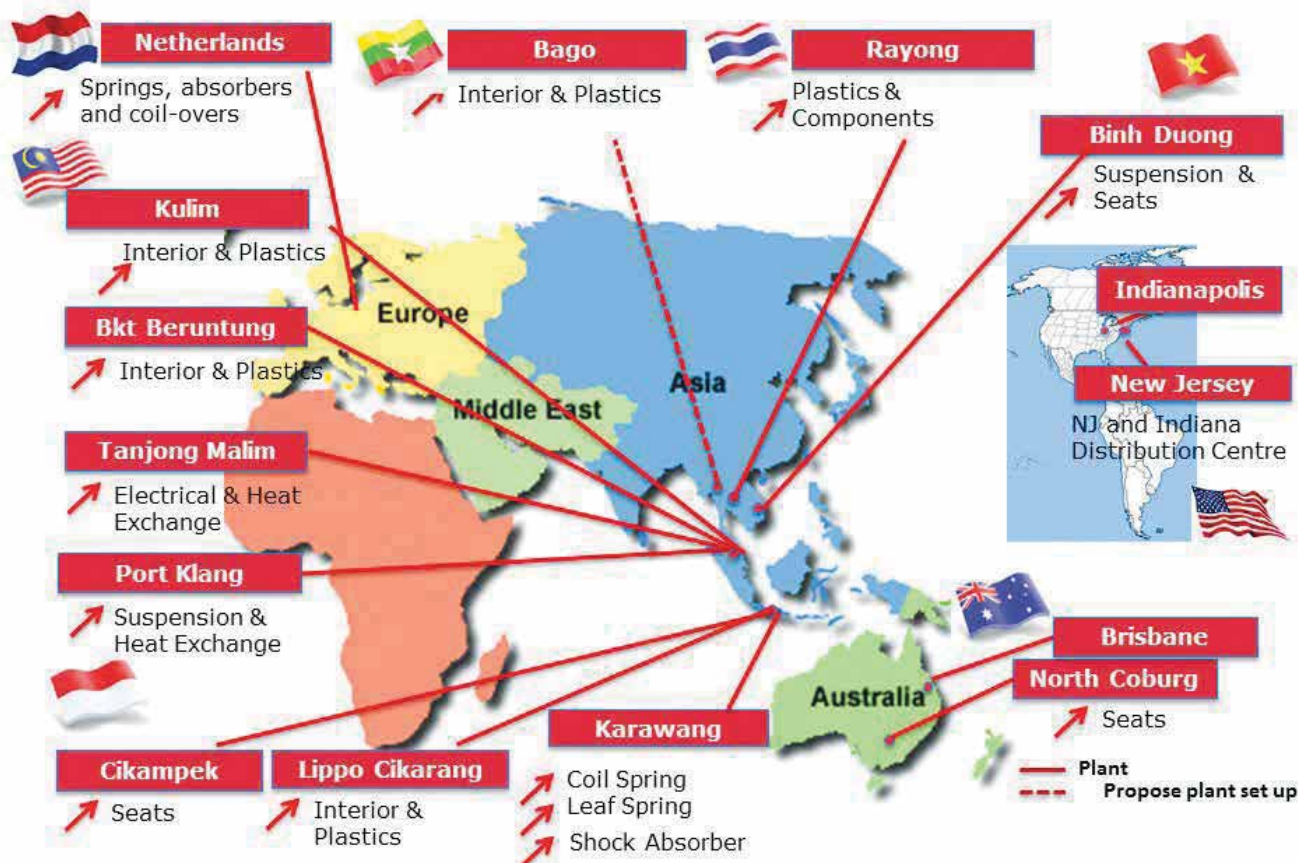 Netherlands
Springs, absorbers
and coil-overs
Bago
Interior & Plastics
Rayong
Plastics &
Components
Binh Duong
Suspension &
Seats
Kulim
Interior & Plastics
Bkt Beruntung
Interior & Plastics
Tanjong Malim
Electrical & Heat
Exchange
Port Klang
Suspension &
Heat Exchange
Europe
Middle East
Asia
Australia
Indianapolis
New Jersey
NJ and Indiana
Distribution Centre
Brisbane
North Coburg
Seats
Cikampek
Seats
Lippo Cikarang
Interior &
Plastics
Karawang
Coil Spring
Leaf Spring
Shock Absorber
Plant
Propose plant set up